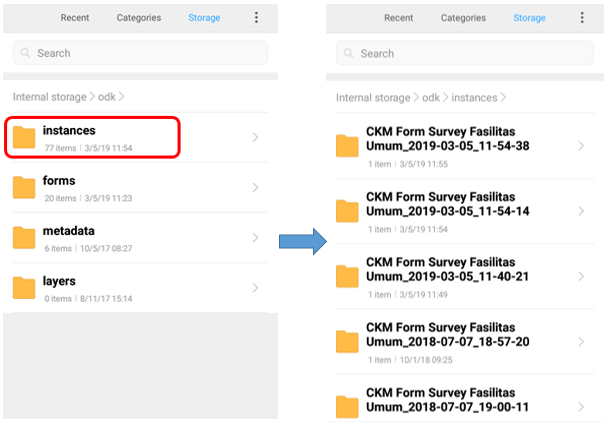 Recent Categories Storage
Search
Internal storage > odk >
instances
77 items | 3/5/19 11:54
forms
20 items | 3/5/19 11:23
metadata
6 items | 10/5/17 08:27
layers
0 items | 8/11/17 15:14
Recent Categories Storage
Search
Internal storage > odk > instances >
CKM Form Survey Fasilitas
Umum_2019-03-05_11-54-38
1 item | 3/5/19 11:55
CKM Form Survey Fasilitas
Umum_2019-03-05_11-54-14
1 item | 3/5/19 11:54
CKM Form Survey Fasilitas
Umum_2019-03-05_11-40-21
1 item | 3/5/19 11:49
CKM Form Survey Fasilitas
Umum_2018-07-07_18-57-20
1 item | 10/1/18 09:25
CKM Form Survey Fasilitas
Umum_2018-07-07_19-00-11